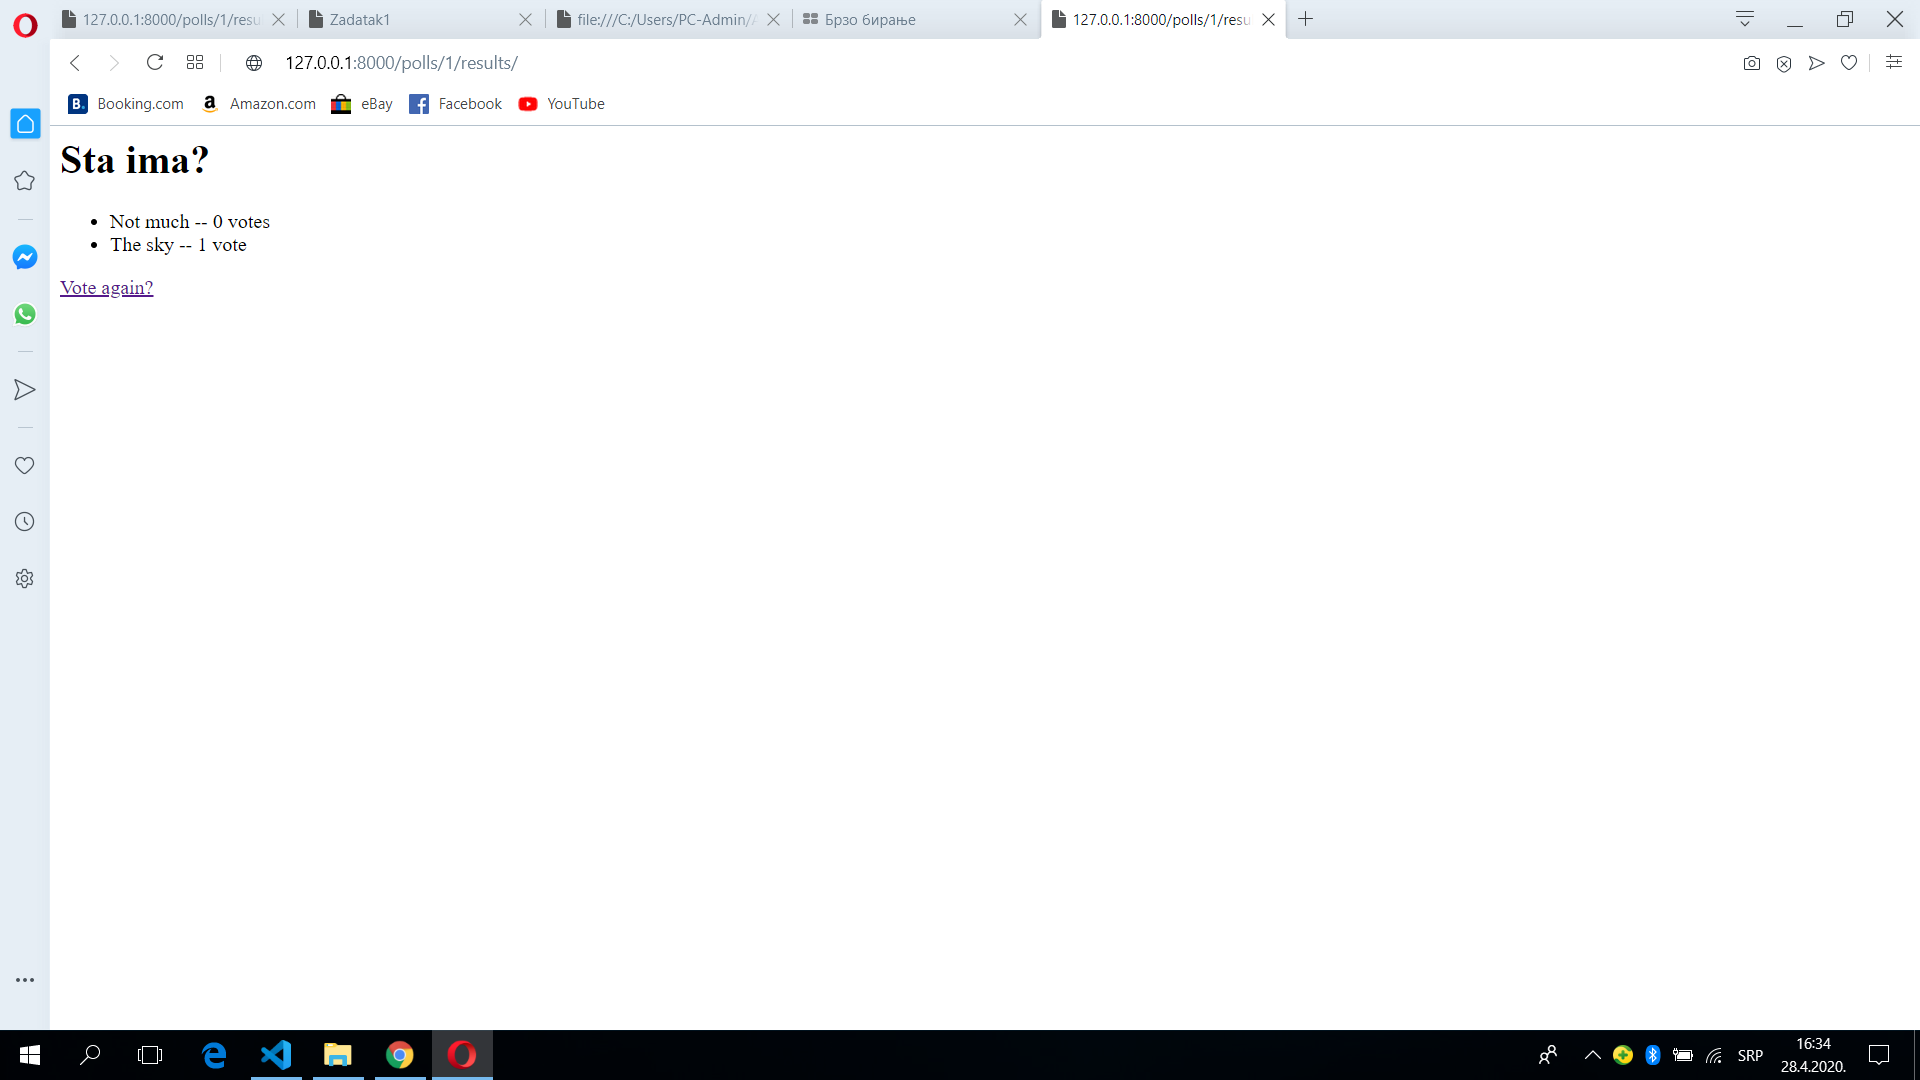 127.0.0.1:8000/polls/1/resu
Zadatak1
file:///C:/Users/PC-Admin/
Брзо бирање
127.0.0.1:8000/polls/1/resu
127.0.0.1:8000/polls/1/results/
B. Booking.com
a Amazon.com
eBay
f Facebook
YouTube
Sta ima?
Not much -- 0 votes
The sky -- 1 vote
Vote again?
SRP
16:34
28.4.2020.